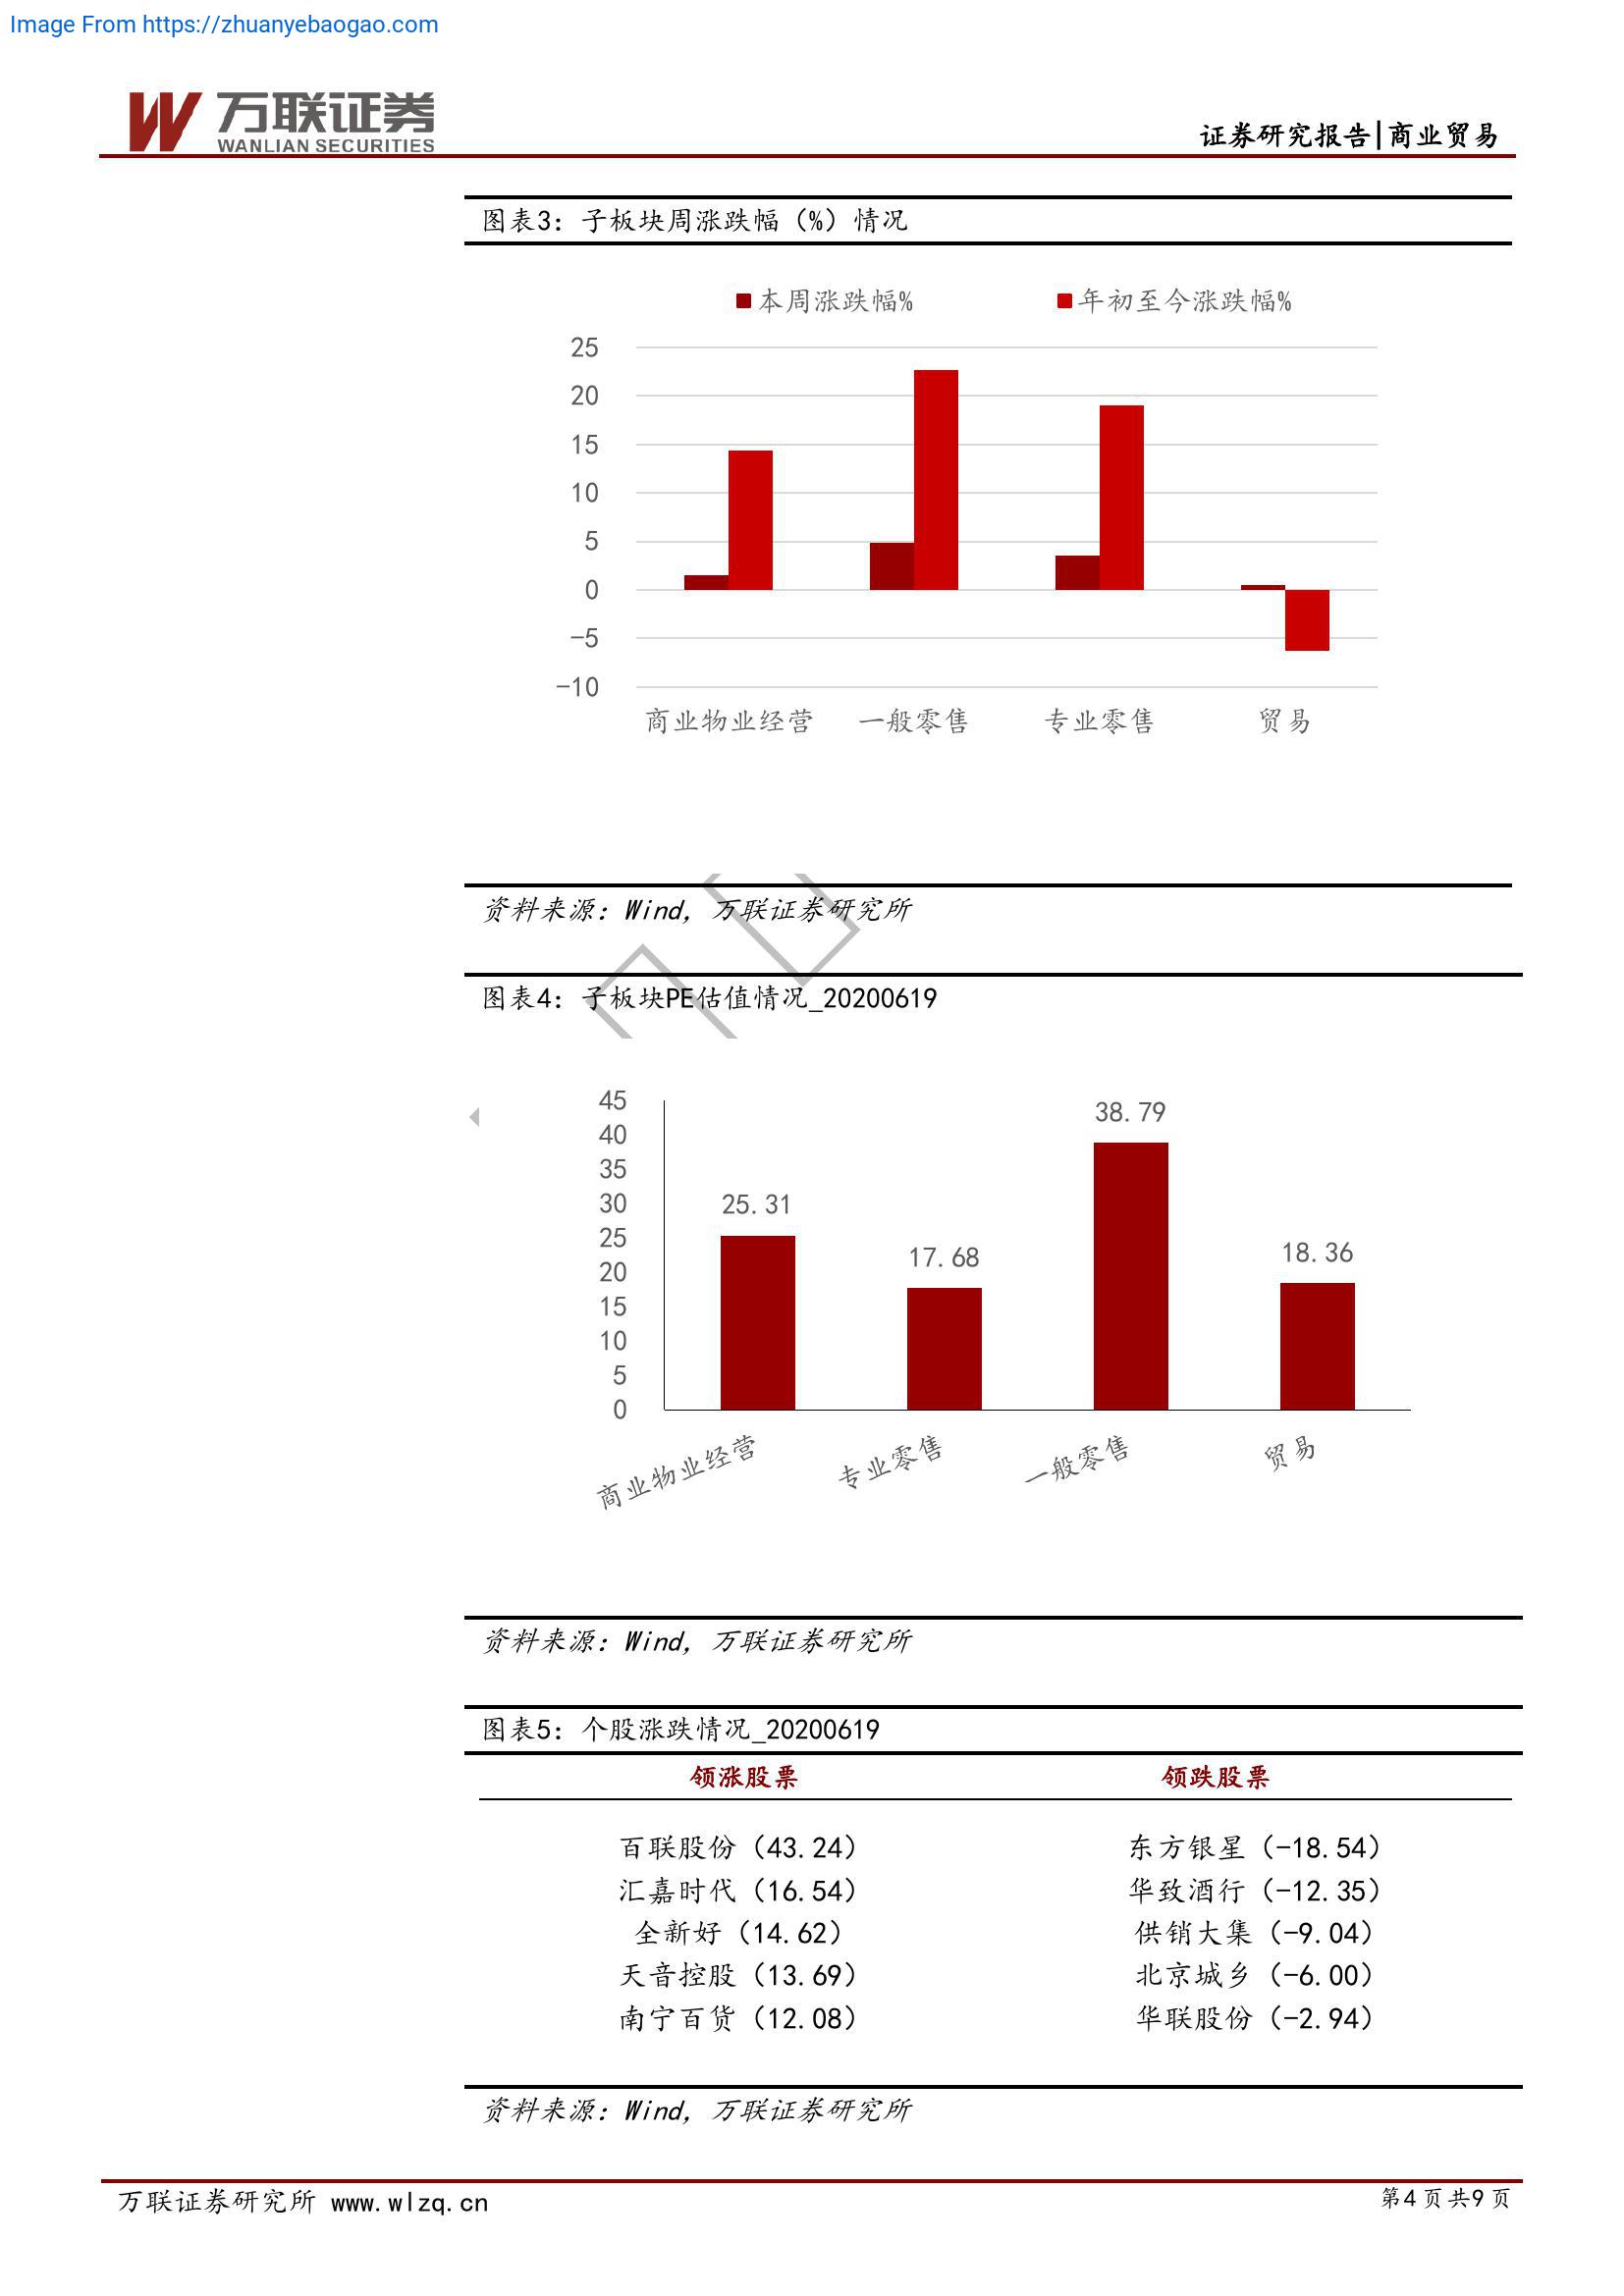 Image From https://zhuanyebaogao.com
万联证券
WANLIAN SECURITIES
证券研究报告|商业贸易
图表3：子板块周涨跌幅（%）情况
本周涨跌幅% 年初至今涨跌幅%
25
20
15
10
5
0
-5
-10
商业物业经营 一般零售 专业零售 贸易
资料来源：Wind，万联证券研究所
图表4：子板块PE估值情况_20200619
45
40
35
30
25
20
15
10
5
0
25.31 17.68 38.79 18.36
商业物业经营 专业零售 一般零售 贸易
资料来源：Wind，万联证券研究所
图表5：个股涨跌情况_20200619
领涨股票 领跌股票
百联股份（43.24） 东方银星（-18.54）
汇嘉时代（16.54） 华致酒行（-12.35）
全新好（14.62） 供销大集（-9.04）
天音控股（13.69） 北京城乡（-6.00）
南宁百货（12.08） 华联股份（-2.94）
资料来源：Wind，万联证券研究所
万联证券研究所 www.wlzq.cn 第4页共9页